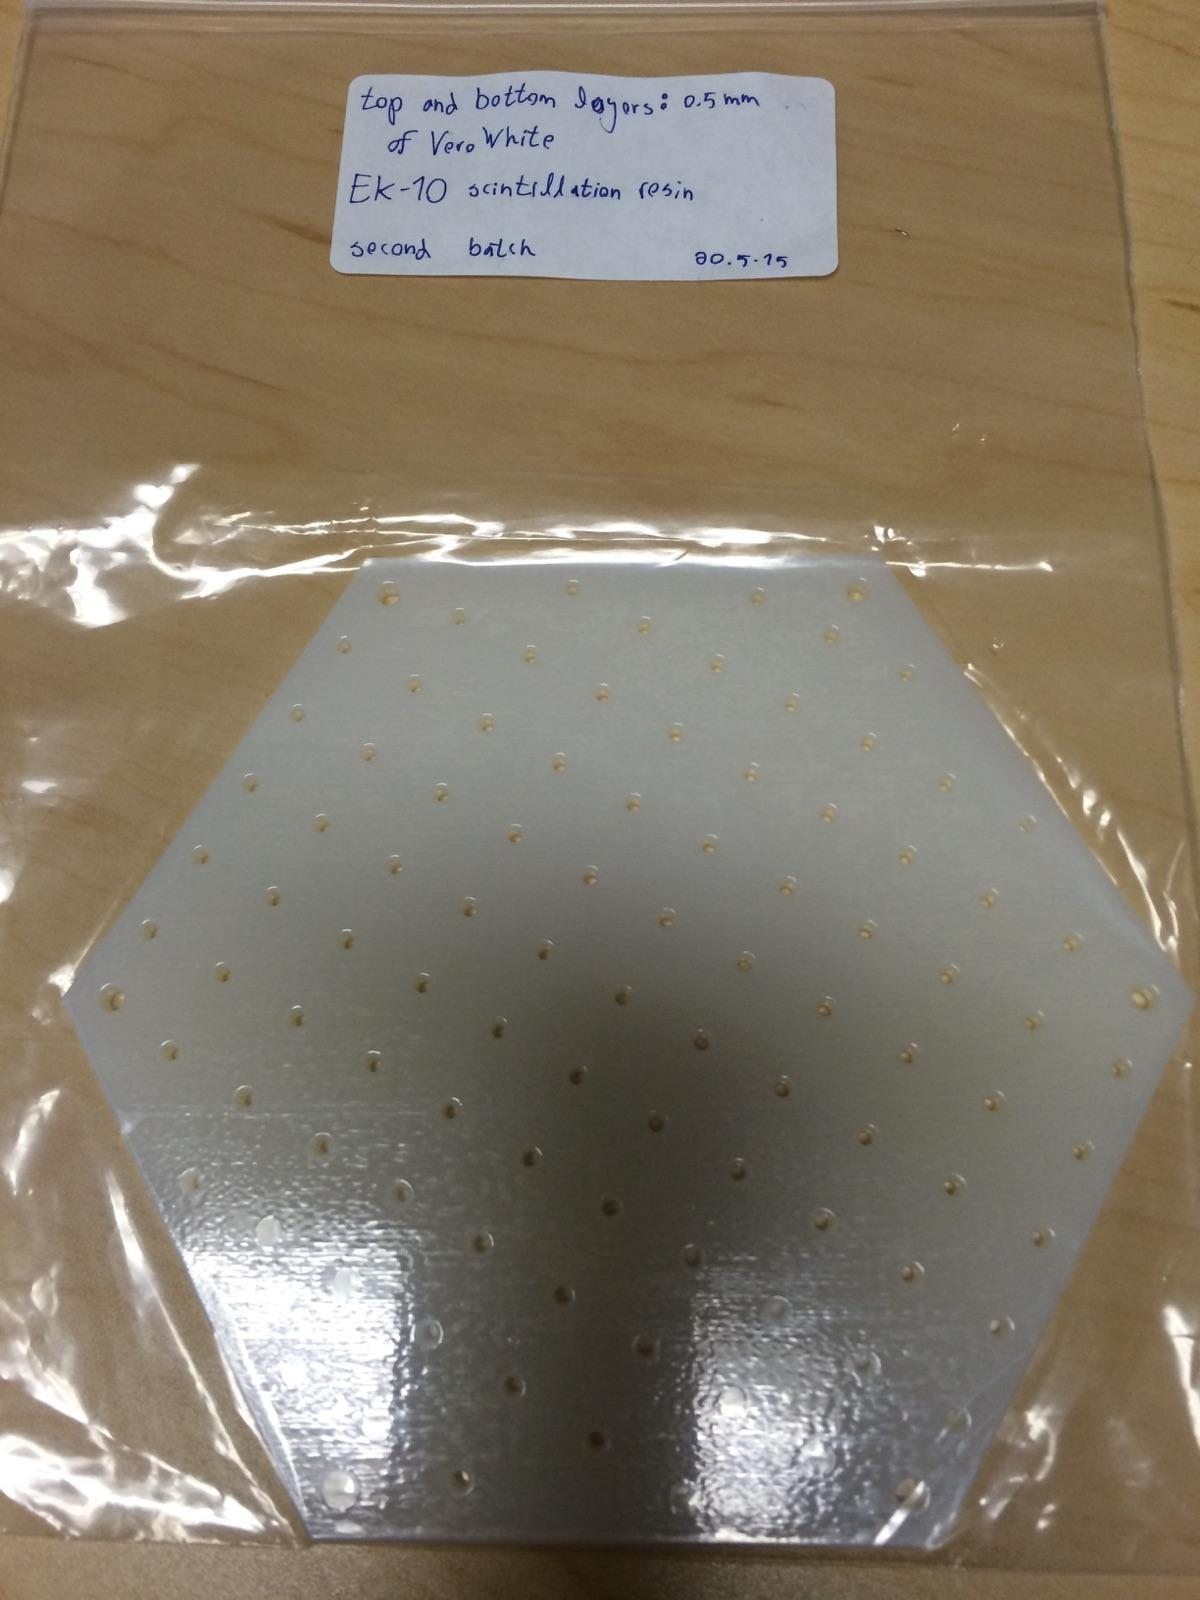 top and bottom layers: 0.5 mm
of Vero White
EK-10 scintillation resin
second batch 20.5.15